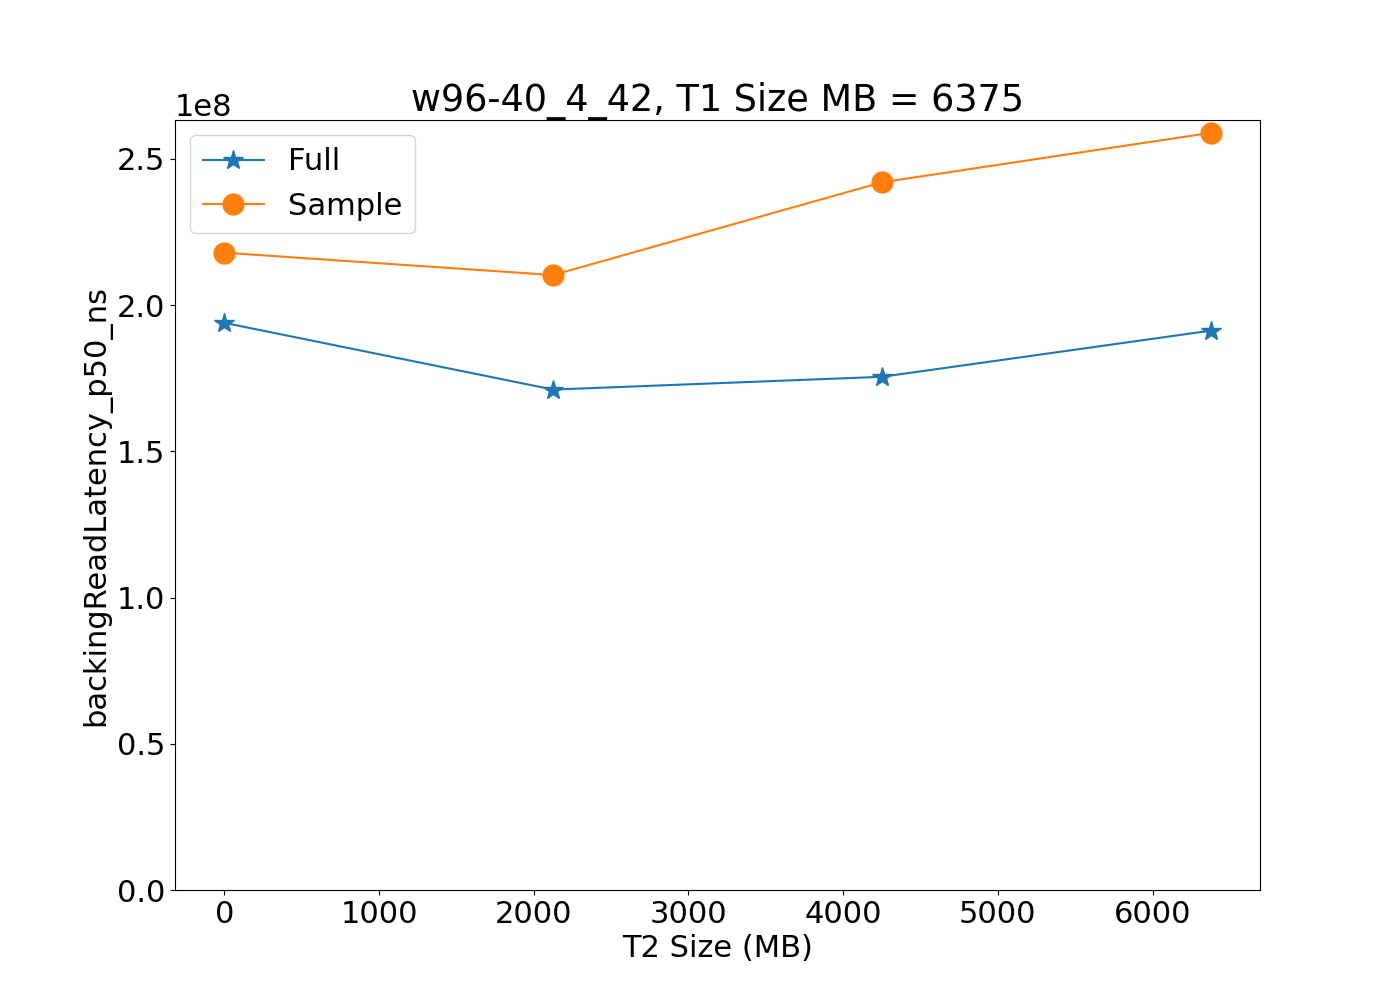 w96-40_4_42, T1 Size MB = 6375
1e8
Full
Sample
2.5
2.0
1.5
1.0
0.5
0.0
backingReadLatency_p50_ns
0 1000 2000 3000 4000 5000 6000
T2 Size (MB)